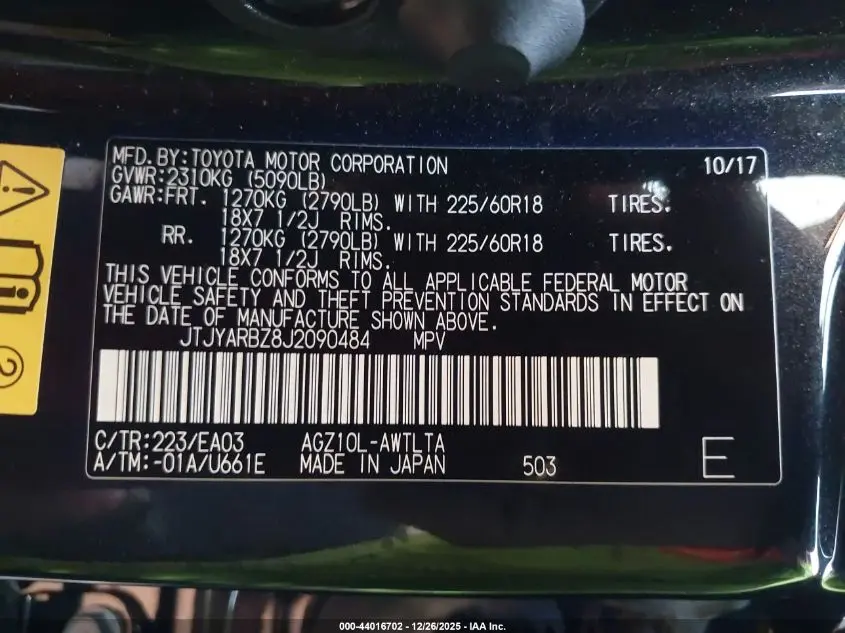 MFD.BY:TOYOTA MOTOR CORPORATION 10/17
GVWR:2310KG (5090LB)
GAWR:FRT. 1270KG (2790LB) WITH 225/60R18 TIRES.
18X7 1/2J RIMS.
RR. 1270KG (2790LB) WITH 225/60R18 TIRES.
18X7 1/2J RIMS.
THIS VEHICLE CONFORMS TO ALL APPLICABLE FEDERAL MOTOR
VEHICLE SAFETY AND THEFT PREVENTION STANDARDS IN EFFECT ON
THE DATE OF MANUFACTURE SHOWN ABOVE.
JTJYARBZ8J2090484 MPV
C/TR:223/EA03 AGZ10L-AWTLTA
A/TM:-01A/U661E MADE IN JAPAN 503 E
2
000-44016702 - 12/26/2025 - IAA Inc.